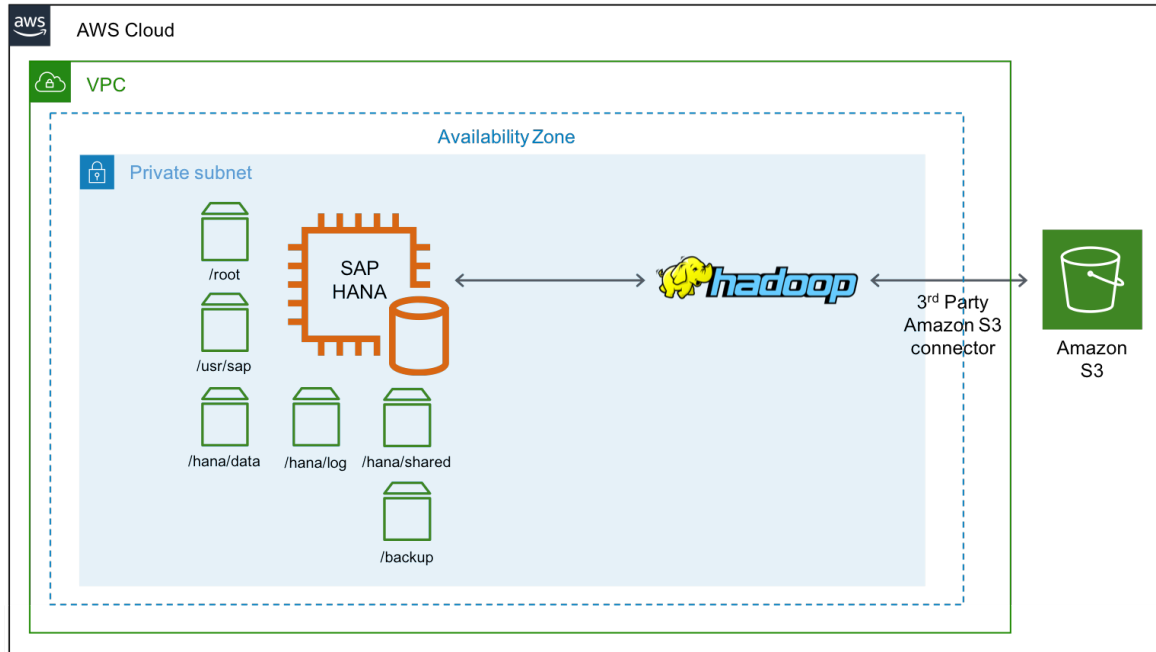 aws
AWS Cloud
VPC
Availability Zone
Private subnet
/root
SAP
HANA
hadoop
3rd Party
Amazon S3
connector
Amazon
S3
/usr/sap
/hana/data
/hana/log
/hana/shared
/backup